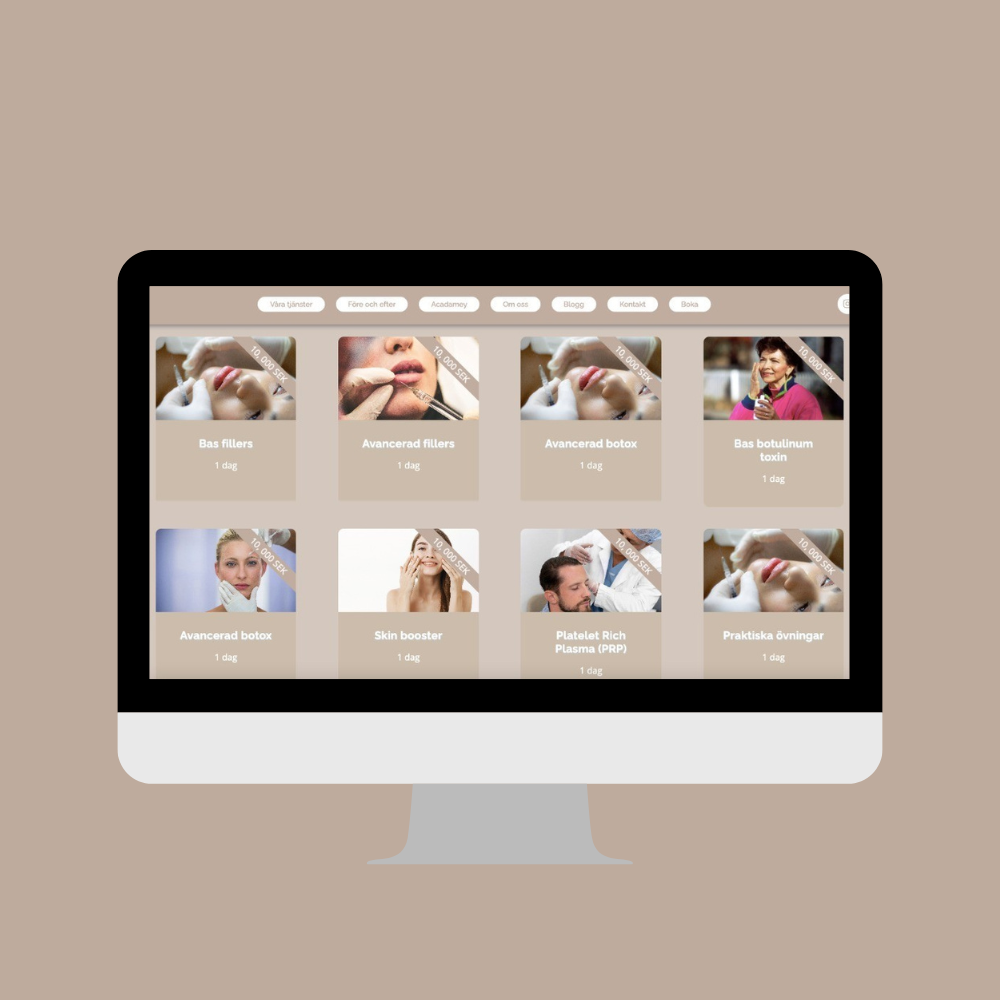 Våra tjänster
Före och efter
Academey
Om oss
Blogg
Kontakt
Boka
10, 000 SEK
10, 000 SEK
10, 000 SEK
10, 000 SEK
Bas fillers
Avancerad fillers
Avancerad botox
Bas botulinum
toxin
1 dag
1 dag
1 dag
1 dag
10, 000 SEK
10, 000 SEK
10, 000 SEK
10, 000 SEK
Avancerad botox
Skin booster
Platelet Rich
Plasma (PRP)
Praktiska övningar
1 dag
1 dag
1 dag
1 dag